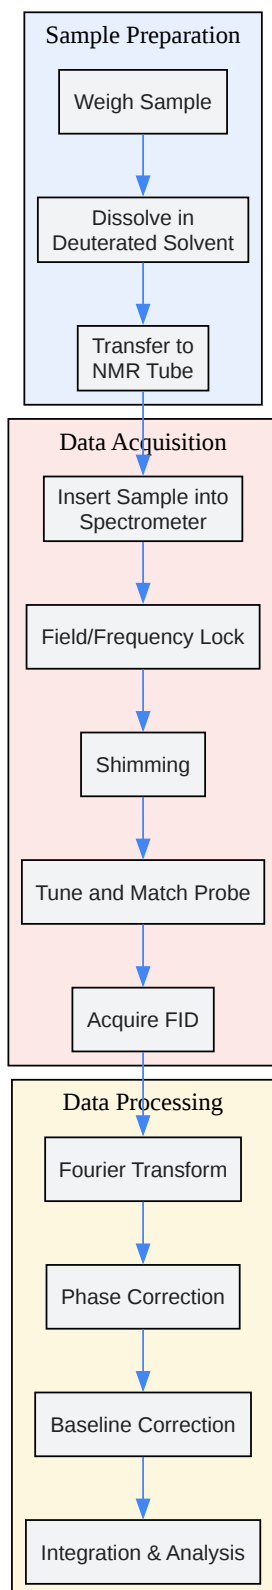 Sample Preparation
Weigh Sample
Dissolve in
Deuterated Solvent
Transfer to
NMR Tube
Data Acquisition
Insert Sample into
Spectrometer
Field/Frequency Lock
Shimming
Tune and Match Probe
Acquire FID
Data Processing
Fourier Transform
Phase Correction
Baseline Correction
Integration & Analysis